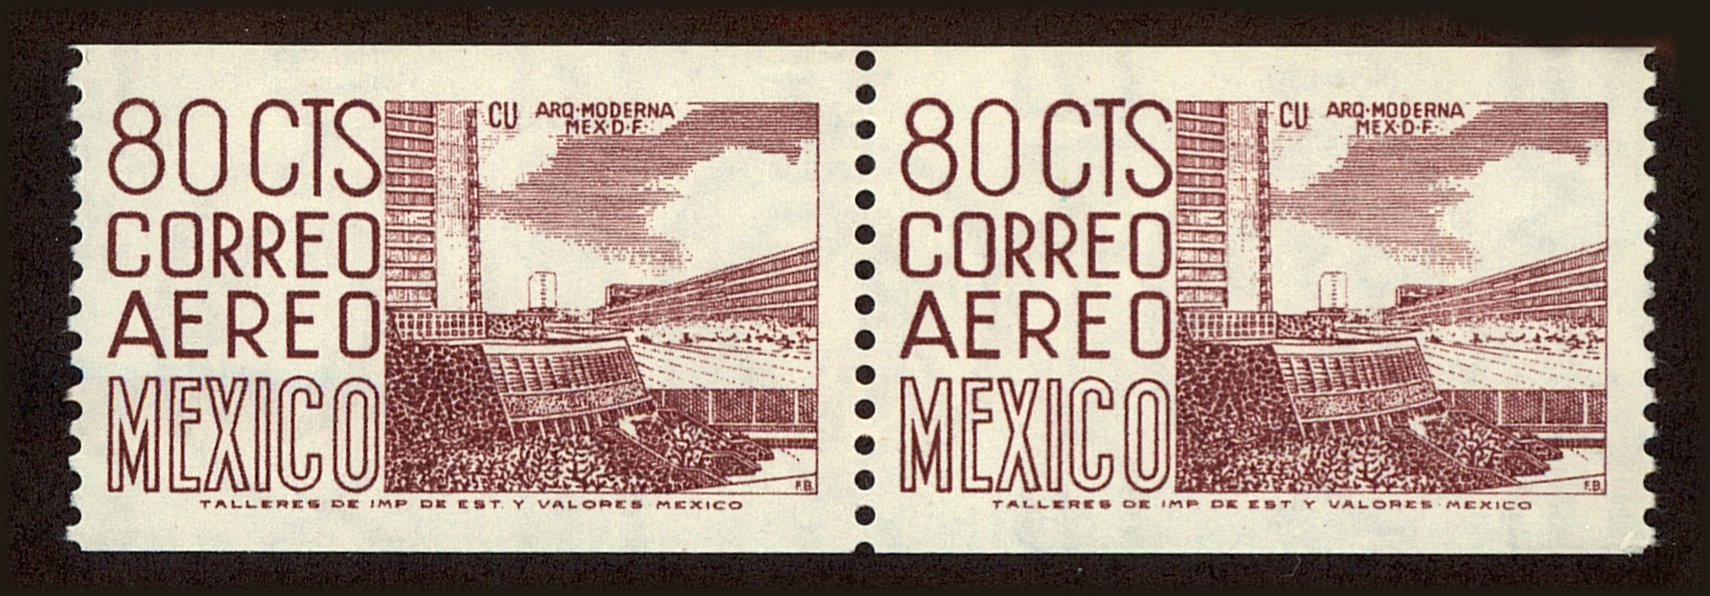 80 CTS
CORREO
AEREO
MEXICO
CU ARQ·MODERNA
MEX·D·F·
F.B.
TALLERES DE IMP DE EST. Y VALORES·MEXICO
80 CTS
CORREO
AEREO
MEXICO
CU ARQ·MODERNA
MEX·D·F·
F.B.
TALLERES DE IMP DE EST. Y VALORES·MEXICO